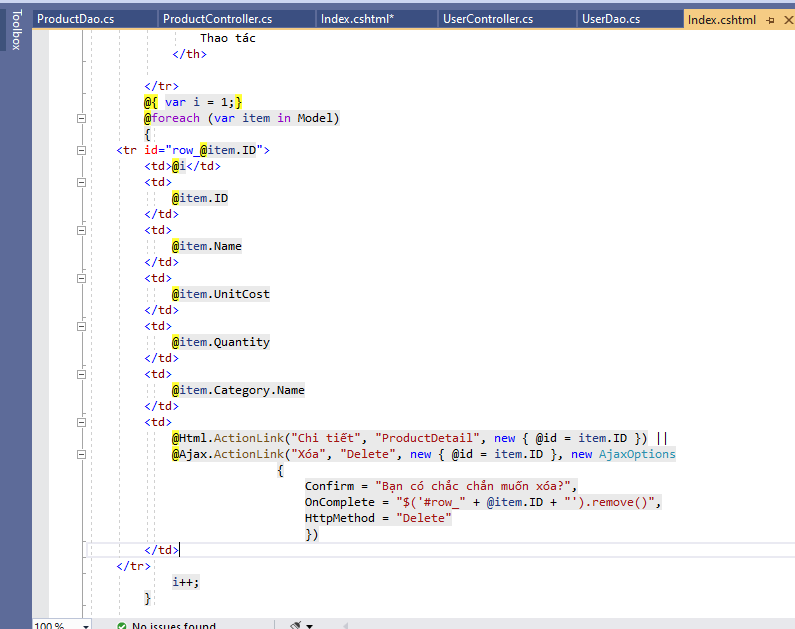 Toolbox
ProductDao.cs ProductController.cs Index.cshtml* UserController.cs UserDao.cs Index.cshtml
Thao tác
</th>
</tr>
@{ var i = 1;}
@foreach (var item in Model)
{
<tr id="row_@item.ID">
<td>@i</td>
<td>
@item.ID
</td>
<td>
@item.Name
</td>
<td>
@item.UnitCost
</td>
<td>
@item.Quantity
</td>
<td>
@item.Category.Name
</td>
<td>
@Html.ActionLink("Chi tiết", "ProductDetail", new { @id = item.ID }) ||
@Ajax.ActionLink("Xóa", "Delete", new { @id = item.ID }, new AjaxOptions
{
Confirm = "Bạn có chắc chắn muốn xóa?",
OnComplete = "$('#row_" + @item.ID + "').remove()",
HttpMethod = "Delete"
})
</td>
</tr>
i++;
}
100 % No issues found